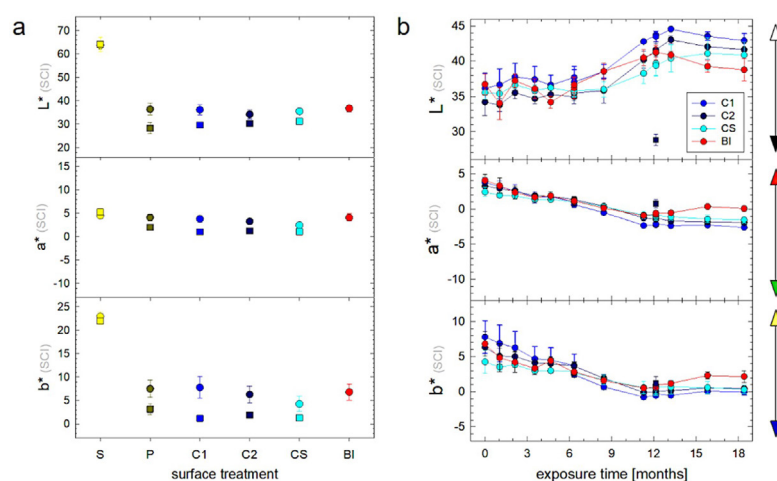 a
70
60
50
40
30
20
L* (SCI)
15
10
5
0
-5
-10
a* (SCI)
25
20
15
10
5
0
b* (SCI)
S P C1 C2 CS BI
surface treatment
b
45
40
35
30
L* (SCI)
C1
C2
CS
BI
5
0
-5
-10
a* (SCI)
10
5
0
-5
b* (SCI)
0 3 6 9 12 15 18
exposure time [months]